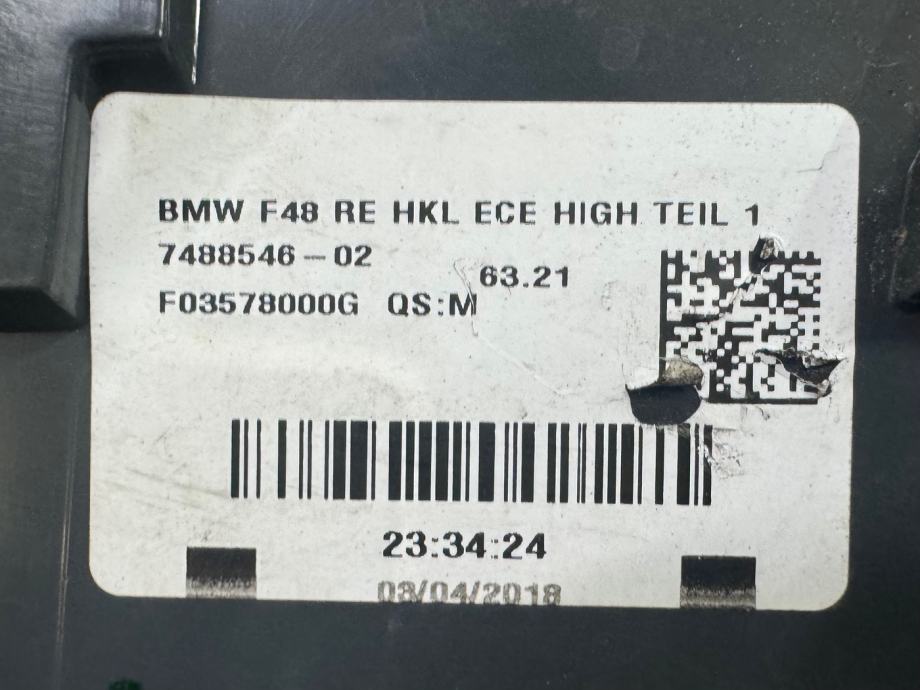 BMW F48 RE HKL ECE HIGH TEIL 1
7488546-02
63.21
F03578000G QS:M
23:34:24
03/04/2018